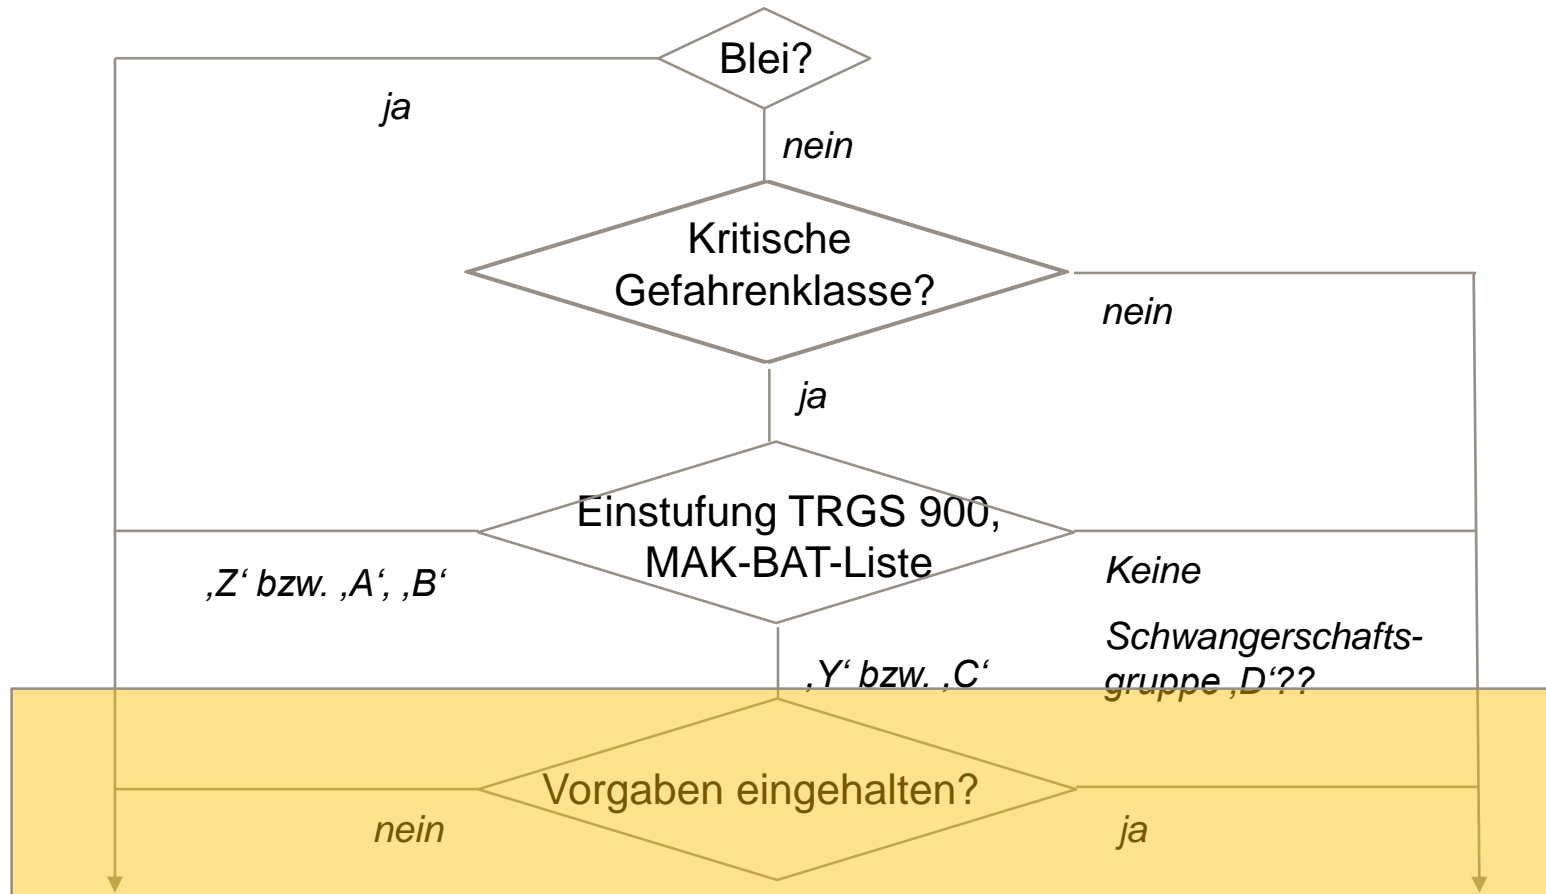 Blei?
ja
nein
Kritische
Gefahrenklasse?
nein
ja
Einstufung TRGS 900,
MAK-BAT-Liste
‚Z‘ bzw. ‚A‘, ‚B‘
Keine
Schwangerschafts-
gruppe ‚D‘??
‚Y‘ bzw. ‚C‘
Vorgaben eingehalten?
nein
ja